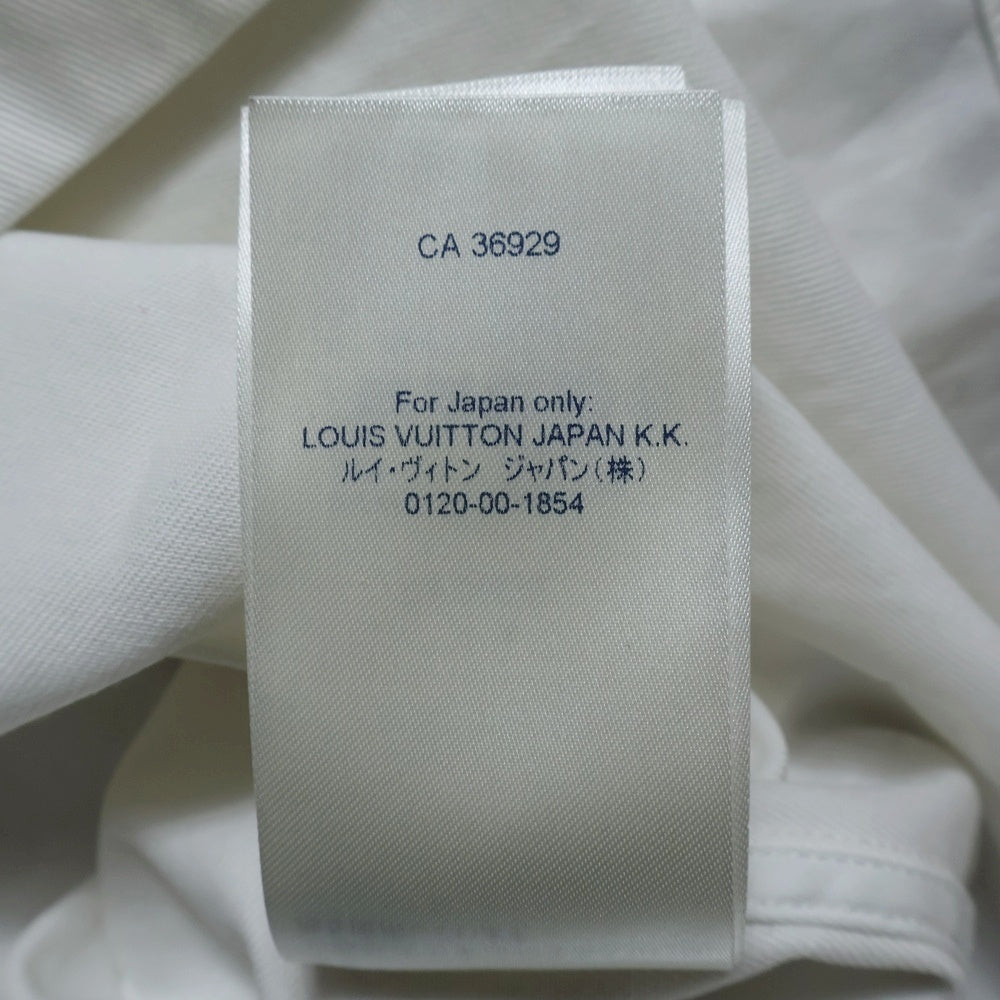 CA 36929
For Japan only:
LOUIS VUITTON JAPAN K.K.
ルイ・ヴィトン　ジャパン(株)
0120-00-1854